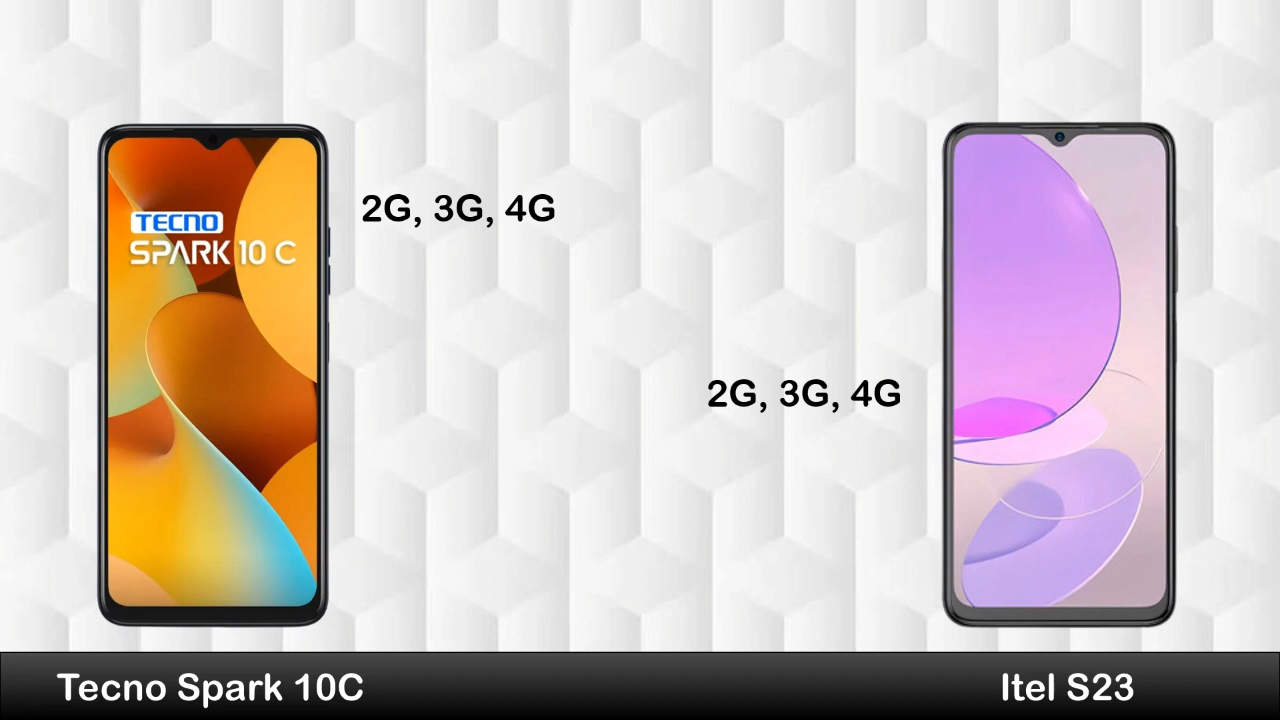 TECNO
SPARK 10 C
2G, 3G, 4G
2G, 3G, 4G
Tecno Spark 10C
Itel S23